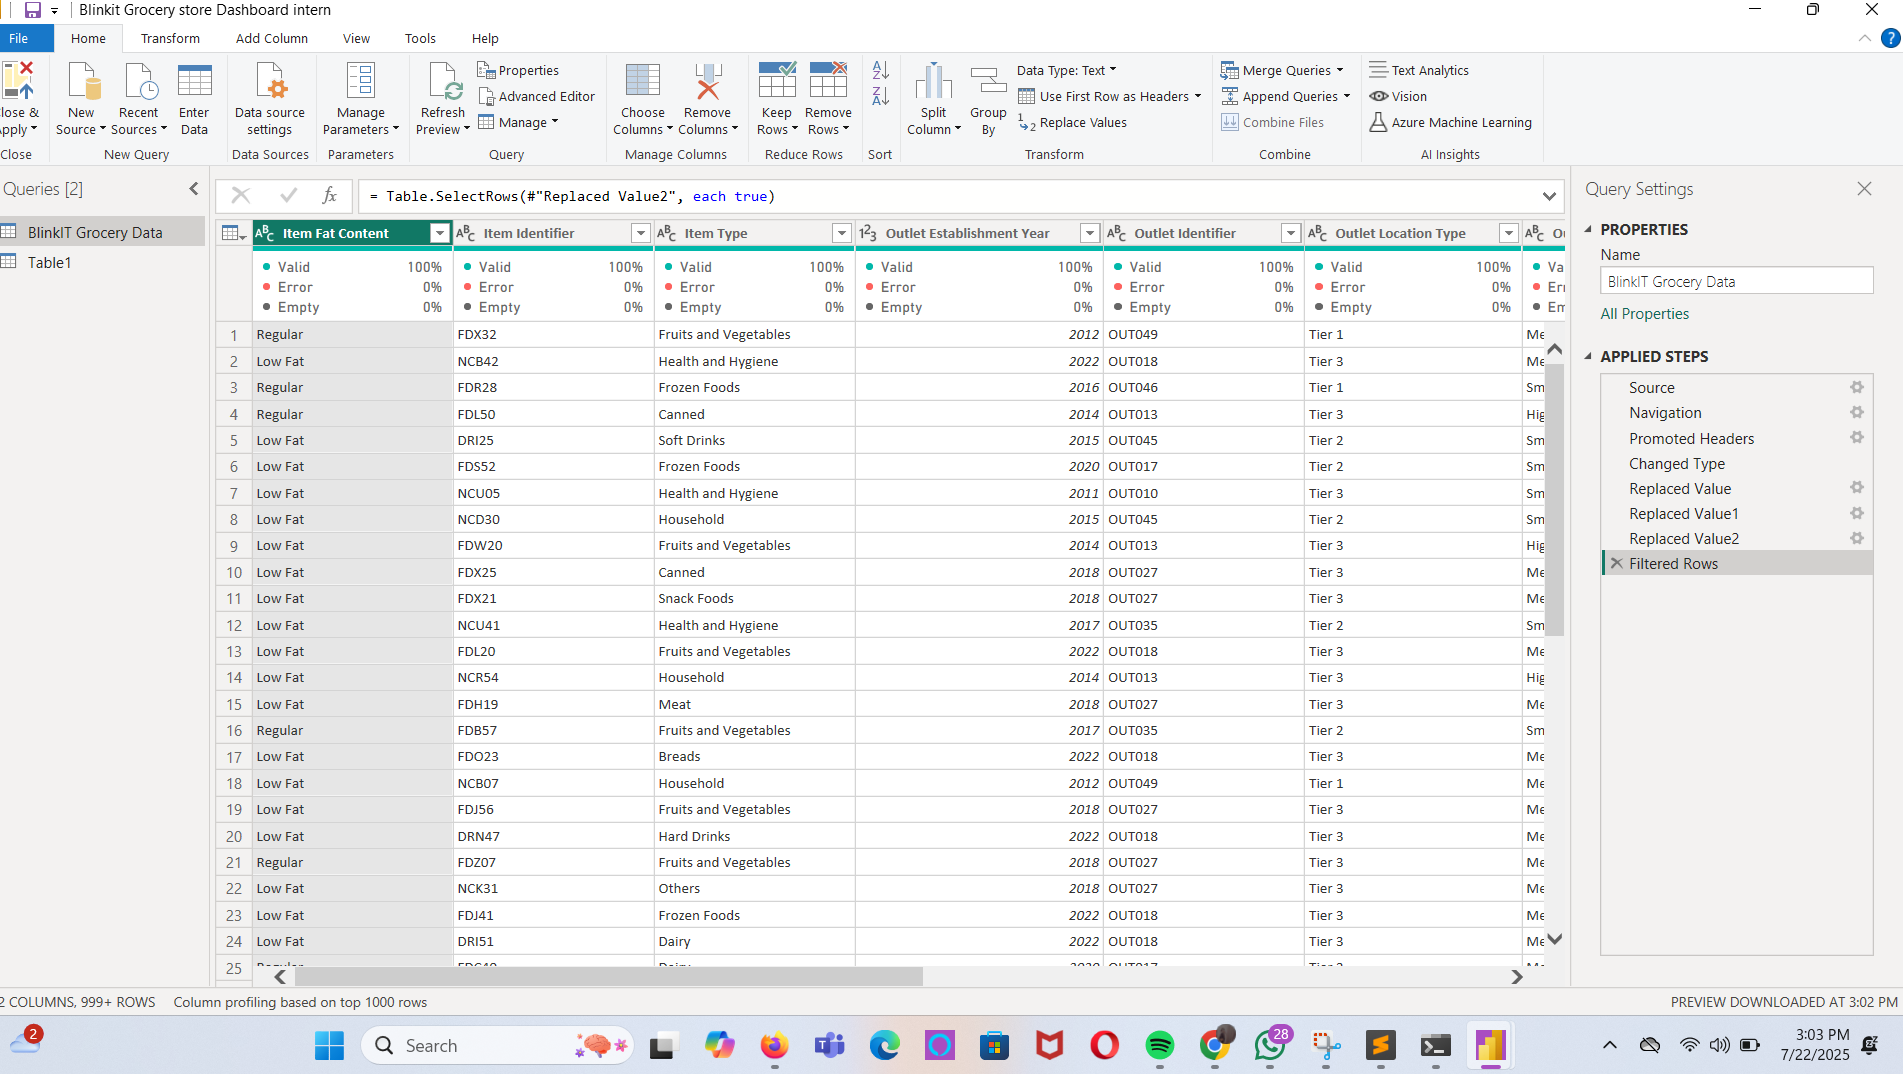 Blinkit Grocery store Dashboard intern
File Home Transform Add Column View Tools Help ?
Close & Apply
New Source
Recent Sources
Enter Data
Data source settings
Manage Parameters
Refresh Preview
Properties
Advanced Editor
Manage
Choose Columns
Remove Columns
Keep Rows
Remove Rows
Split Column
Group By
Data Type: Text
Use First Row as Headers
Replace Values
Merge Queries
Append Queries
Combine Files
Text Analytics
Vision
Azure Machine Learning
Close New Query Data Sources Parameters Query Manage Columns Reduce Rows Sort Transform Combine AI Insights
Queries [2]
BlinkIT Grocery Data
Table1
fx = Table.SelectRows(#"Replaced Value2", each true)
Item Fat Content Item Identifier Item Type Outlet Establishment Year Outlet Identifier Outlet Location Type
Valid 100% Valid 100% Valid 100% Valid 100% Valid 100% Valid 100%
Error 0% Error 0% Error 0% Error 0% Error 0% Error 0%
Empty 0% Empty 0% Empty 0% Empty 0% Empty 0% Empty 0%
1 Regular FDX32 Fruits and Vegetables 2012 OUT049 Tier 1 Me
2 Low Fat NCB42 Health and Hygiene 2022 OUT018 Tier 3 Me
3 Regular FDR28 Frozen Foods 2016 OUT046 Tier 1 Sm
4 Regular FDL50 Canned 2014 OUT013 Tier 3 Hig
5 Low Fat DRI25 Soft Drinks 2015 OUT045 Tier 2 Sm
6 Low Fat FDS52 Frozen Foods 2020 OUT017 Tier 2 Sm
7 Low Fat NCU05 Health and Hygiene 2011 OUT010 Tier 3 Sm
8 Low Fat NCD30 Household 2015 OUT045 Tier 2 Sm
9 Low Fat FDW20 Fruits and Vegetables 2014 OUT013 Tier 3 Hig
10 Low Fat FDX25 Canned 2018 OUT027 Tier 3 Me
11 Low Fat FDX21 Snack Foods 2018 OUT027 Tier 3 Me
12 Low Fat NCU41 Health and Hygiene 2017 OUT035 Tier 2 Sm
13 Low Fat FDL20 Fruits and Vegetables 2022 OUT018 Tier 3 Me
14 Low Fat NCR54 Household 2014 OUT013 Tier 3 Hig
15 Low Fat FDH19 Meat 2018 OUT027 Tier 3 Me
16 Regular FDB57 Fruits and Vegetables 2017 OUT035 Tier 2 Sm
17 Low Fat FDO23 Breads 2022 OUT018 Tier 3 Me
18 Low Fat NCB07 Household 2012 OUT049 Tier 1 Me
19 Low Fat FDJ56 Fruits and Vegetables 2018 OUT027 Tier 3 Me
20 Low Fat DRN47 Hard Drinks 2022 OUT018 Tier 3 Me
21 Regular FDZ07 Fruits and Vegetables 2018 OUT027 Tier 3 Me
22 Low Fat NCK31 Others 2018 OUT027 Tier 3 Me
23 Low Fat FDJ41 Frozen Foods 2022 OUT018 Tier 3 Me
24 Low Fat DRI51 Dairy 2022 OUT018 Tier 3 Me
25
Query Settings
PROPERTIES
Name
BlinkIT Grocery Data
All Properties
APPLIED STEPS
Source
Navigation
Promoted Headers
Changed Type
Replaced Value
Replaced Value1
Replaced Value2
Filtered Rows
2 COLUMNS, 999+ ROWS Column profiling based on top 1000 rows PREVIEW DOWNLOADED AT 3:02 PM
2 Search 28 3:03 PM
7/22/2025